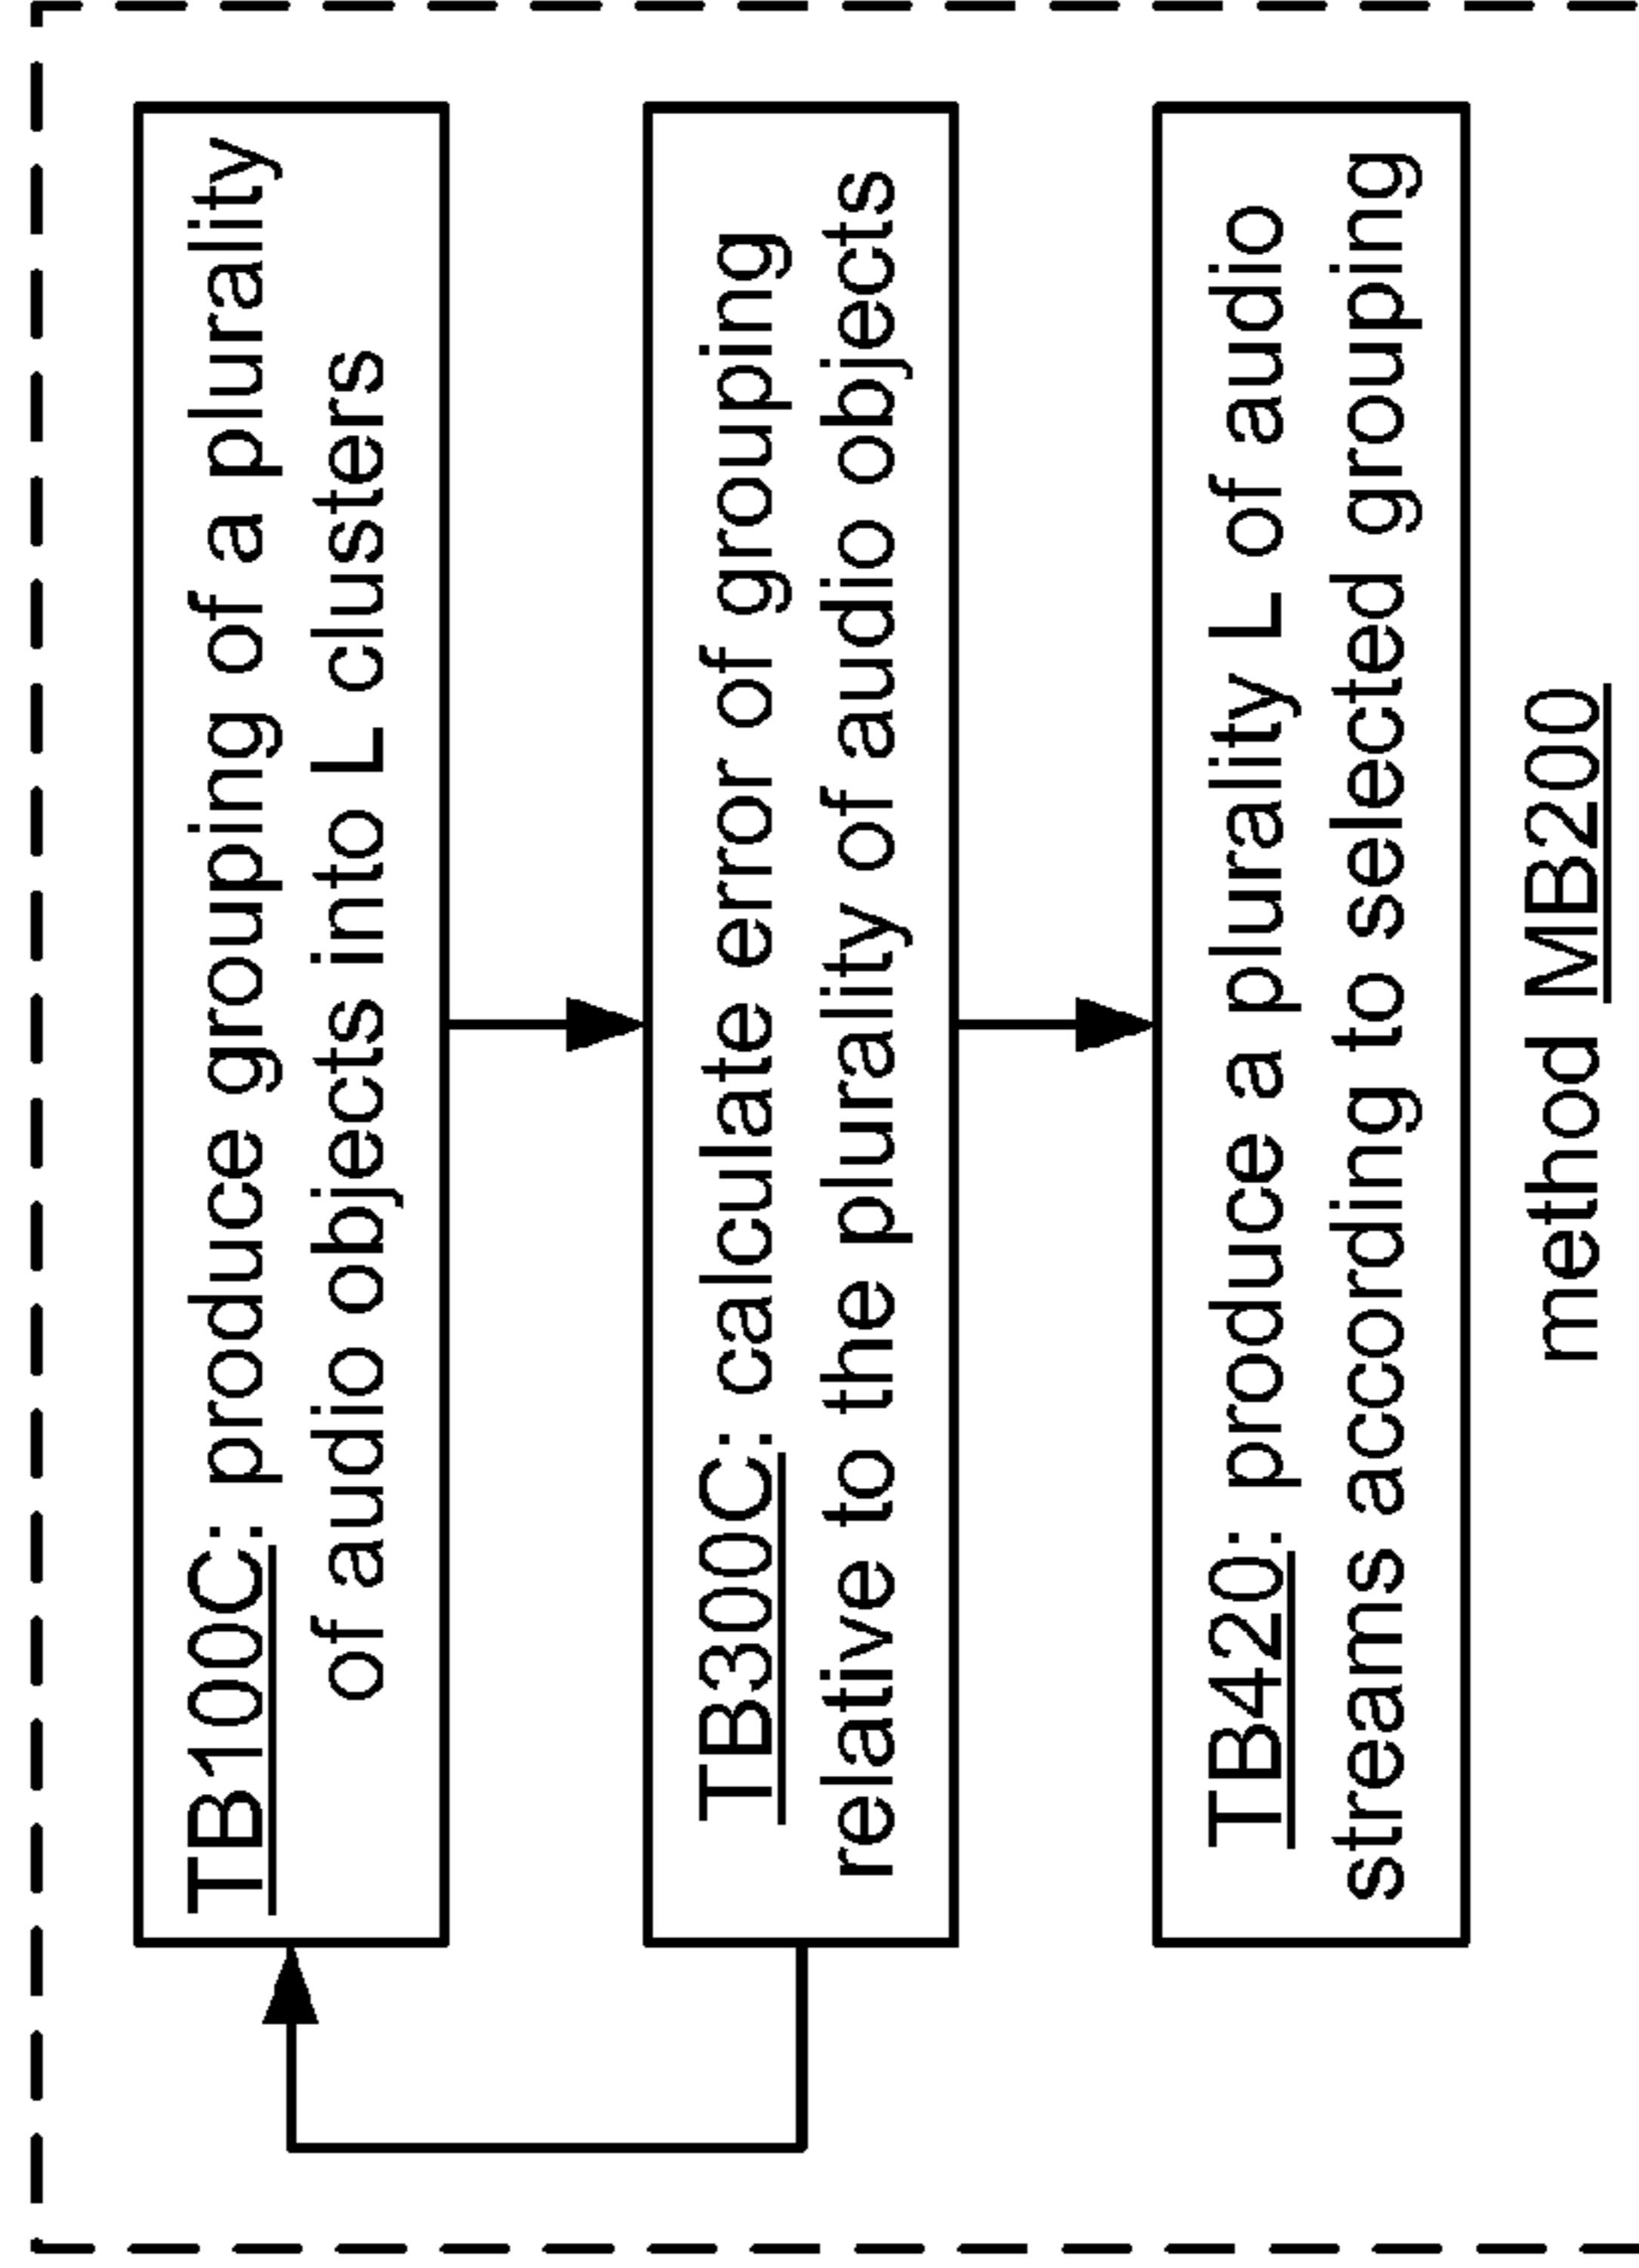 TB100C: produce grouping of a plurality
of audio objects into L clusters
TB300C: calculate error of grouping
relative to the plurality of audio objects
TB420: produce a plurality L of audio
streams according to selected grouping
method MB200